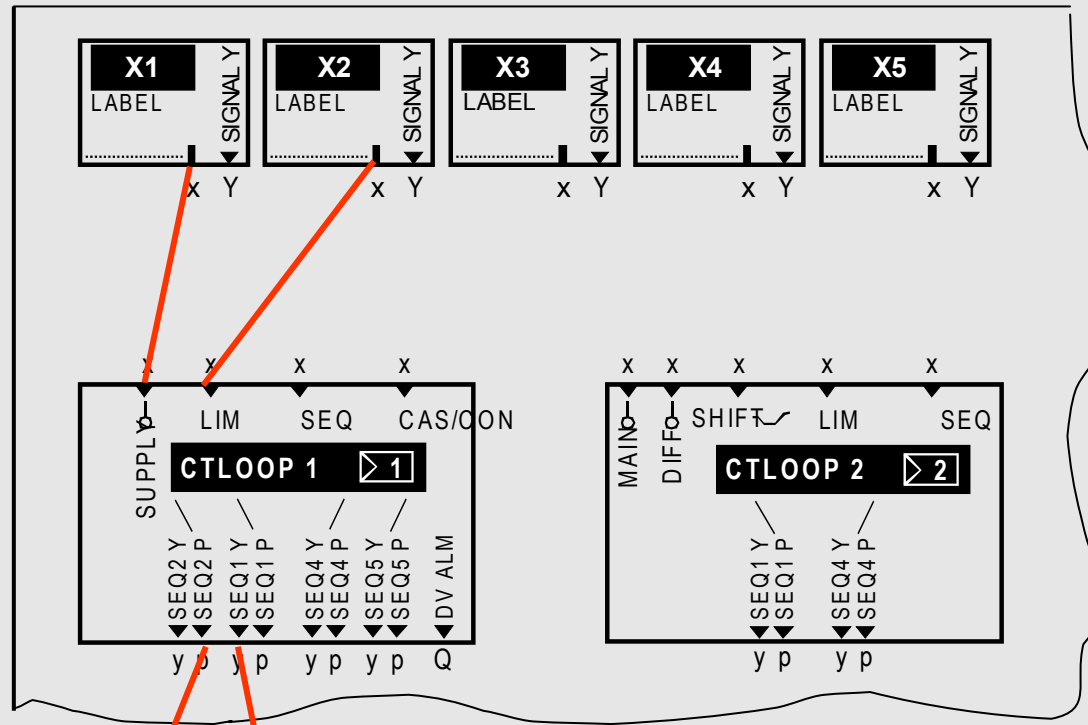 X1 X2 X3 X4 X5
LABEL LABEL LABEL LABEL LABEL
SIGNAL Y SIGNAL Y SIGNAL Y SIGNAL Y SIGNAL Y
x Y x Y x Y x Y x Y
x x x x
SUPPLY LIM SEQ CAS/CON
CTLOOP 1 1
SEQ2 Y SEQ2 P SEQ1 Y SEQ1 P SEQ4 Y SEQ4 P SEQ5 Y SEQ5 P DV ALM
y p y p y p y p Q
x x x x x
MAIN DIFF SHIFT LIM SEQ
CTLOOP 2 2
SEQ1 Y SEQ1 P SEQ4 Y SEQ4 P
y p y p